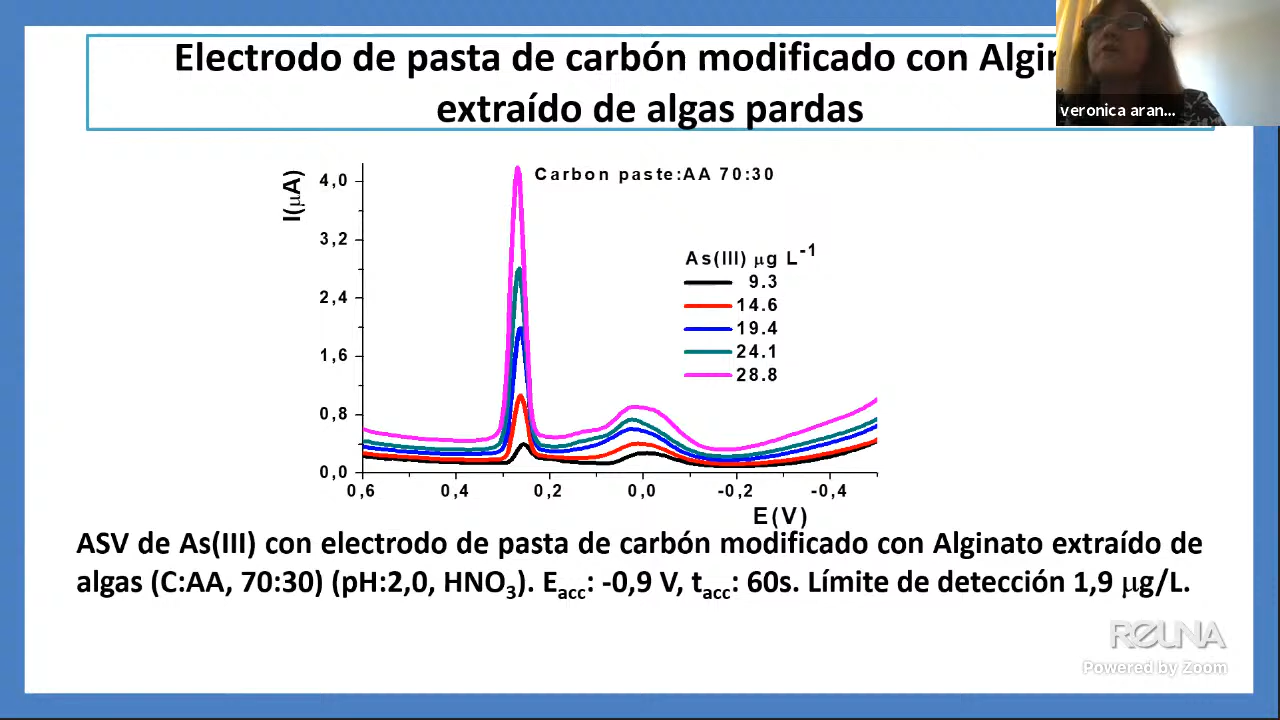 Electrodo de pasta de carbón modificado con Algin
extraído de algas pardas
veronica aran...
Carbon paste:AA 70:30
I(μA)
4,0
3,2
2,4
1,6
0,8
0,0
As(III) μg L-1
9.3
14.6
19.4
24.1
28.8
0,6 0,4 0,2 0,0 -0,2 -0,4
E(V)
ASV de As(III) con electrodo de pasta de carbón modificado con Alginato extraído de
algas (C:AA, 70:30) (pH:2,0, HNO3). Eacc: -0,9 V, tacc: 60s. Límite de detección 1,9 μg/L.
REUNA
Powered by Zoom